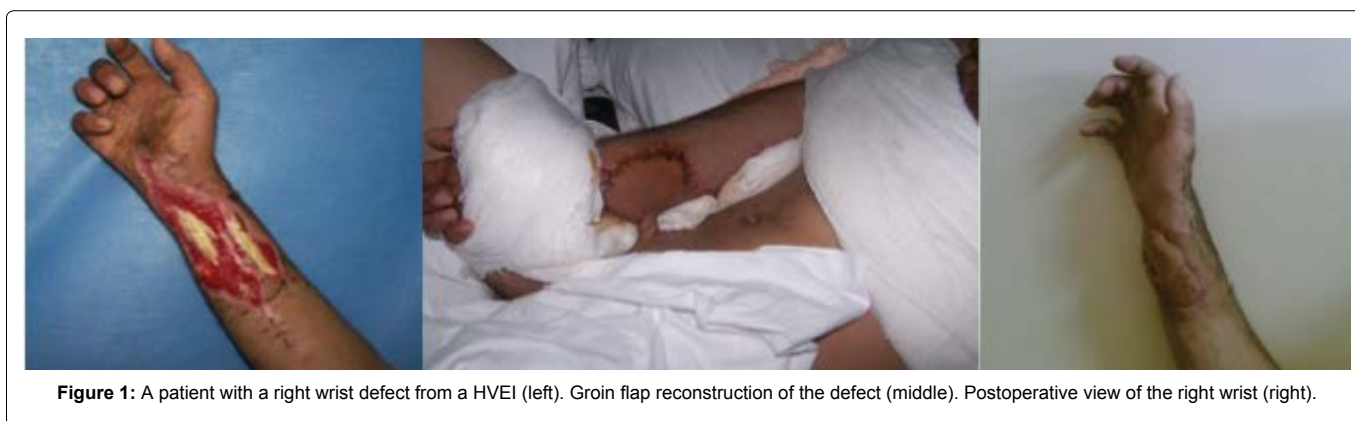 Figure 1: A patient with a right wrist defect from a HVEI (left). Groin flap reconstruction of the defect (middle). Postoperative view of the right wrist (right).